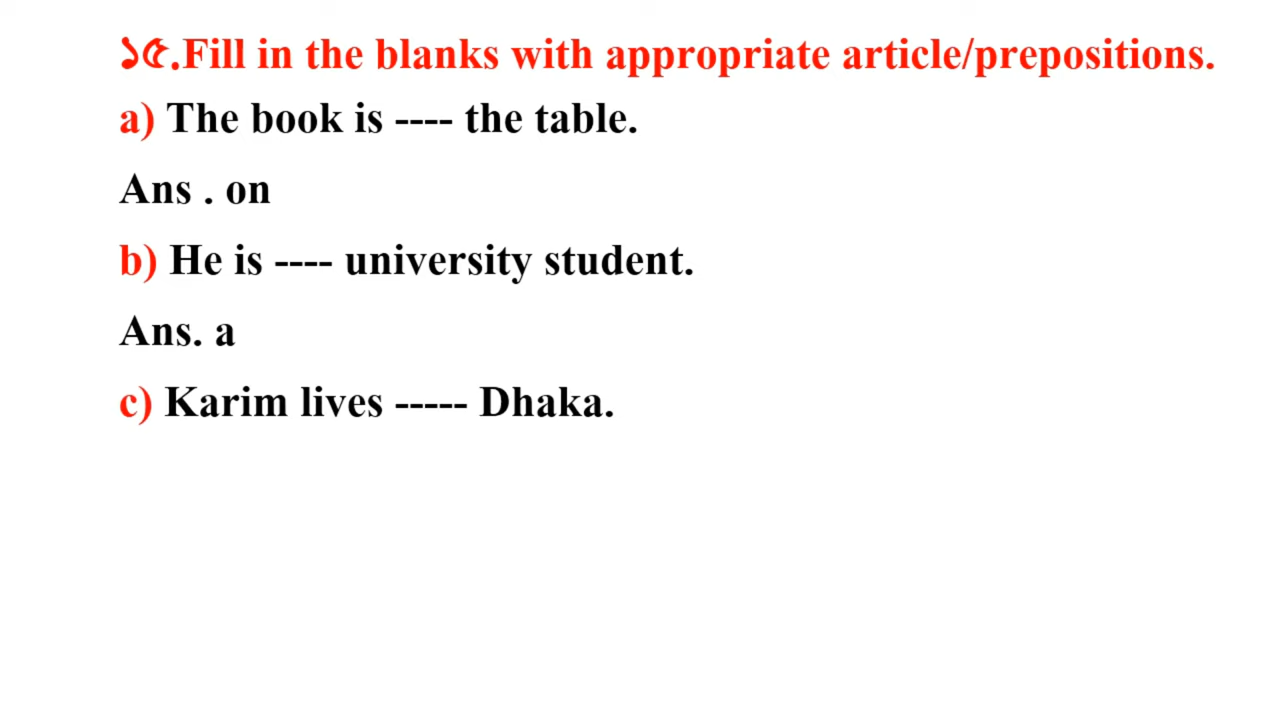 ১৫.Fill in the blanks with appropriate article/prepositions.
a) The book is ---- the table.
Ans . on
b) He is ---- university student.
Ans. a
c) Karim lives ----- Dhaka.